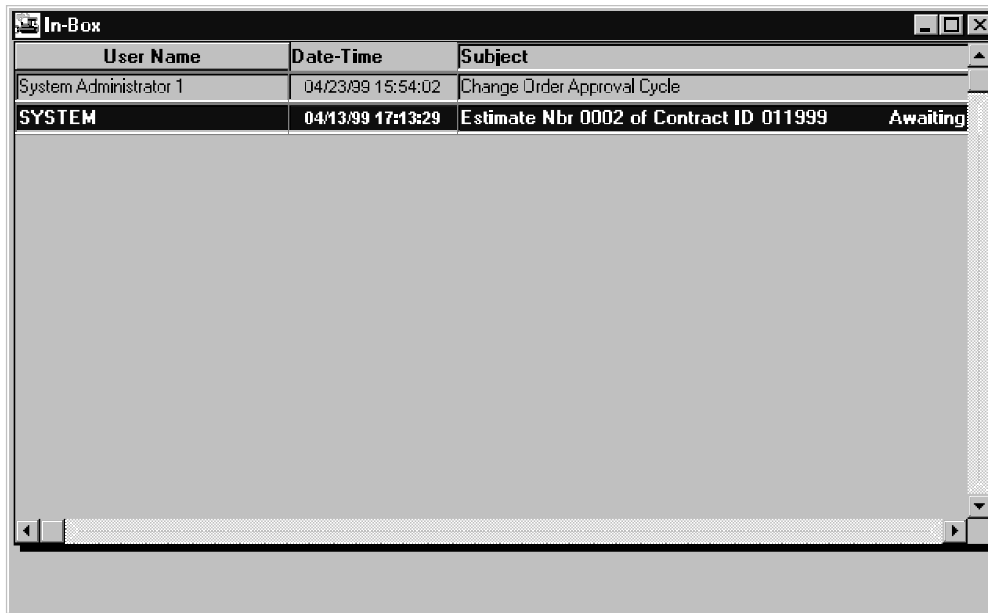 In-Box
User Name Date-Time Subject
System Administrator 1 04/23/99 15:54:02 Change Order Approval Cycle
SYSTEM 04/13/99 17:13:29 Estimate Nbr 0002 of Contract ID 011999 Awaiting